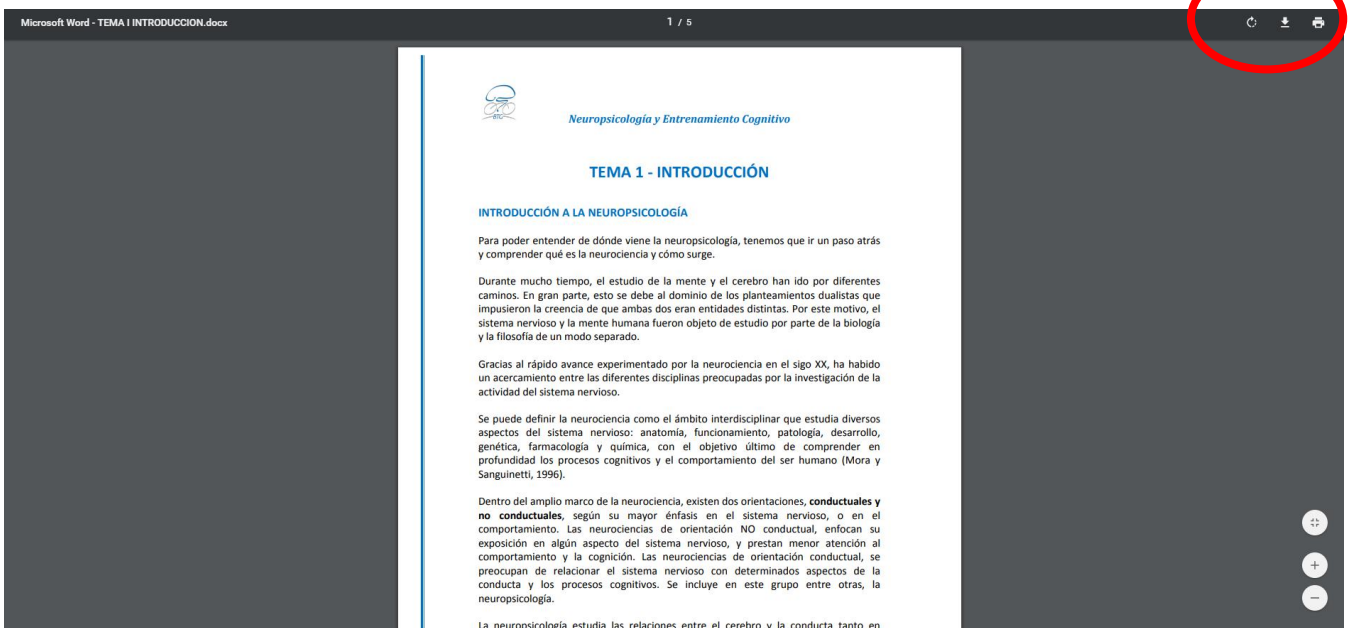 Microsoft Word - TEMA I INTRODUCCION.docx
1 / 5
BTG
Neuropsicología y Entrenamiento Cognitivo
TEMA 1 - INTRODUCCIÓN
INTRODUCCIÓN A LA NEUROPSICOLOGÍA
Para poder entender de dónde viene la neuropsicología, tenemos que ir un paso atrás
y comprender qué es la neurociencia y cómo surge.
Durante mucho tiempo, el estudio de la mente y el cerebro han ido por diferentes
caminos. En gran parte, esto se debe al dominio de los planteamientos dualistas que
impusieron la creencia de que ambas dos eran entidades distintas. Por este motivo, el
sistema nervioso y la mente humana fueron objeto de estudio por parte de la biología
y la filosofía de un modo separado.
Gracias al rápido avance experimentado por la neurociencia en el sigo XX, ha habido
un acercamiento entre las diferentes disciplinas preocupadas por la investigación de la
actividad del sistema nervioso.
Se puede definir la neurociencia como el ámbito interdisciplinar que estudia diversos
aspectos del sistema nervioso: anatomía, funcionamiento, patología, desarrollo,
genética, farmacología y química, con el objetivo último de comprender en
profundidad los procesos cognitivos y el comportamiento del ser humano (Mora y
Sanguinetti, 1996).
Dentro del amplio marco de la neurociencia, existen dos orientaciones, conductuales y
no conductuales, según su mayor énfasis en el sistema nervioso, o en el
comportamiento. Las neurociencias de orientación NO conductual, enfocan su
exposición en algún aspecto del sistema nervioso, y prestan menor atención al
comportamiento y la cognición. Las neurociencias de orientación conductual, se
preocupan de relacionar el sistema nervioso con determinados aspectos de la
conducta y los procesos cognitivos. Se incluye en este grupo entre otras, la
neuropsicología.
La neuropsicología estudia las relaciones entre el cerebro y la conducta tanto en